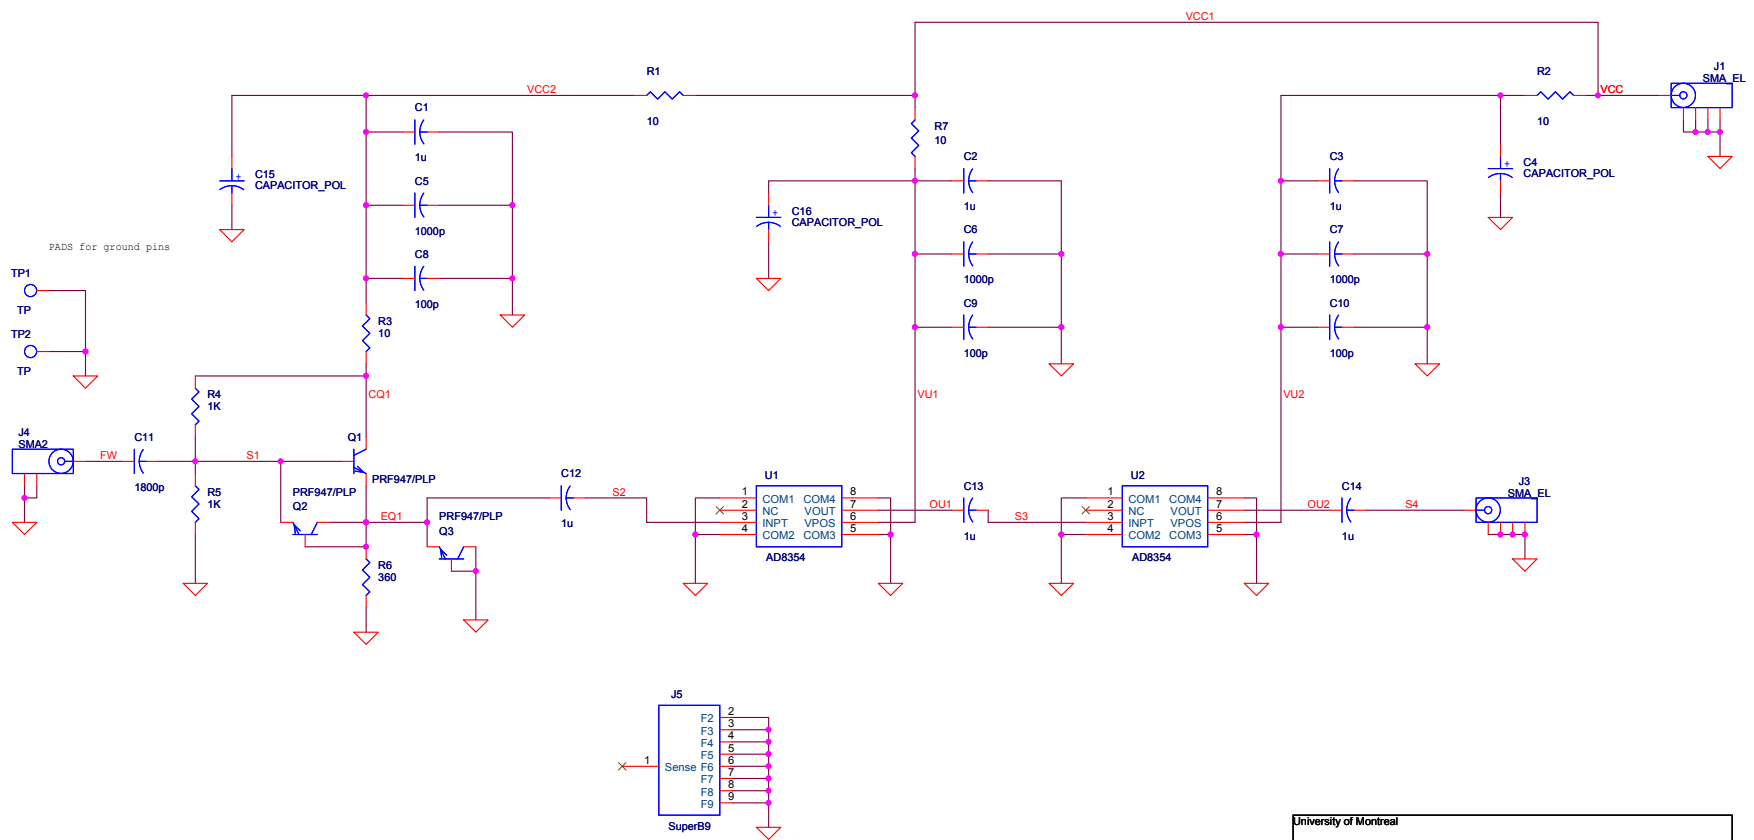 VCC1
R1
VCC2
10
R2
VCC
10
J1
SMA_EL
C1
1u
C15
CAPACITOR_POL
C5
1000p
C8
100p
R7
10
C2
1u
C16
CAPACITOR_POL
C6
1000p
C9
100p
C3
1u
C4
CAPACITOR_POL
C7
1000p
C10
100p
PADS for ground pins
TP1
TP
TP2
TP
R3
10
CQ1
R4
1K
VU1
VU2
J4
SMA2
FW
C11
1800p
S1
Q1
PRF947/PLP
R5
1K
PRF947/PLP
Q2
EQ1
PRF947/PLP
Q3
R6
360
C12
1u
S2
U1
1 COM1 COM4 8
2 NC VOUT 7
3 INPT VPOS 6
4 COM2 COM3 5
AD8354
OU1
C13
1u
S3
U2
1 COM1 COM4 8
2 NC VOUT 7
3 INPT VPOS 6
4 COM2 COM3 5
AD8354
OU2
C14
1u
S4
J3
SMA_EL
J5
F2 2
F3 3
F4 4
F5 5
1 Sense F6 6
F7 7
F8 8
F9 9
SuperB9
University of Montreal